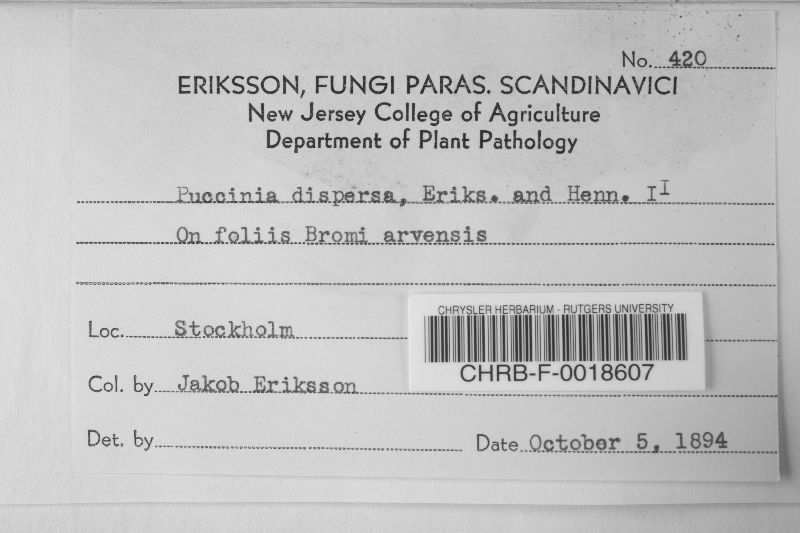 No. 420
ERIKSSON, FUNGI PARAS. SCANDINAVICI
New Jersey College of Agriculture
Department of Plant Pathology
Puccinia dispersa, Eriks. and Henn. II
On foliis Bromi arvensis
Loc. Stockholm
CHRYSLER HERBARIUM - RUTGERS UNIVERSITY
CHRB-F-0018607
Col. by Jakob Eriksson
Det. by
Date October 5, 1894